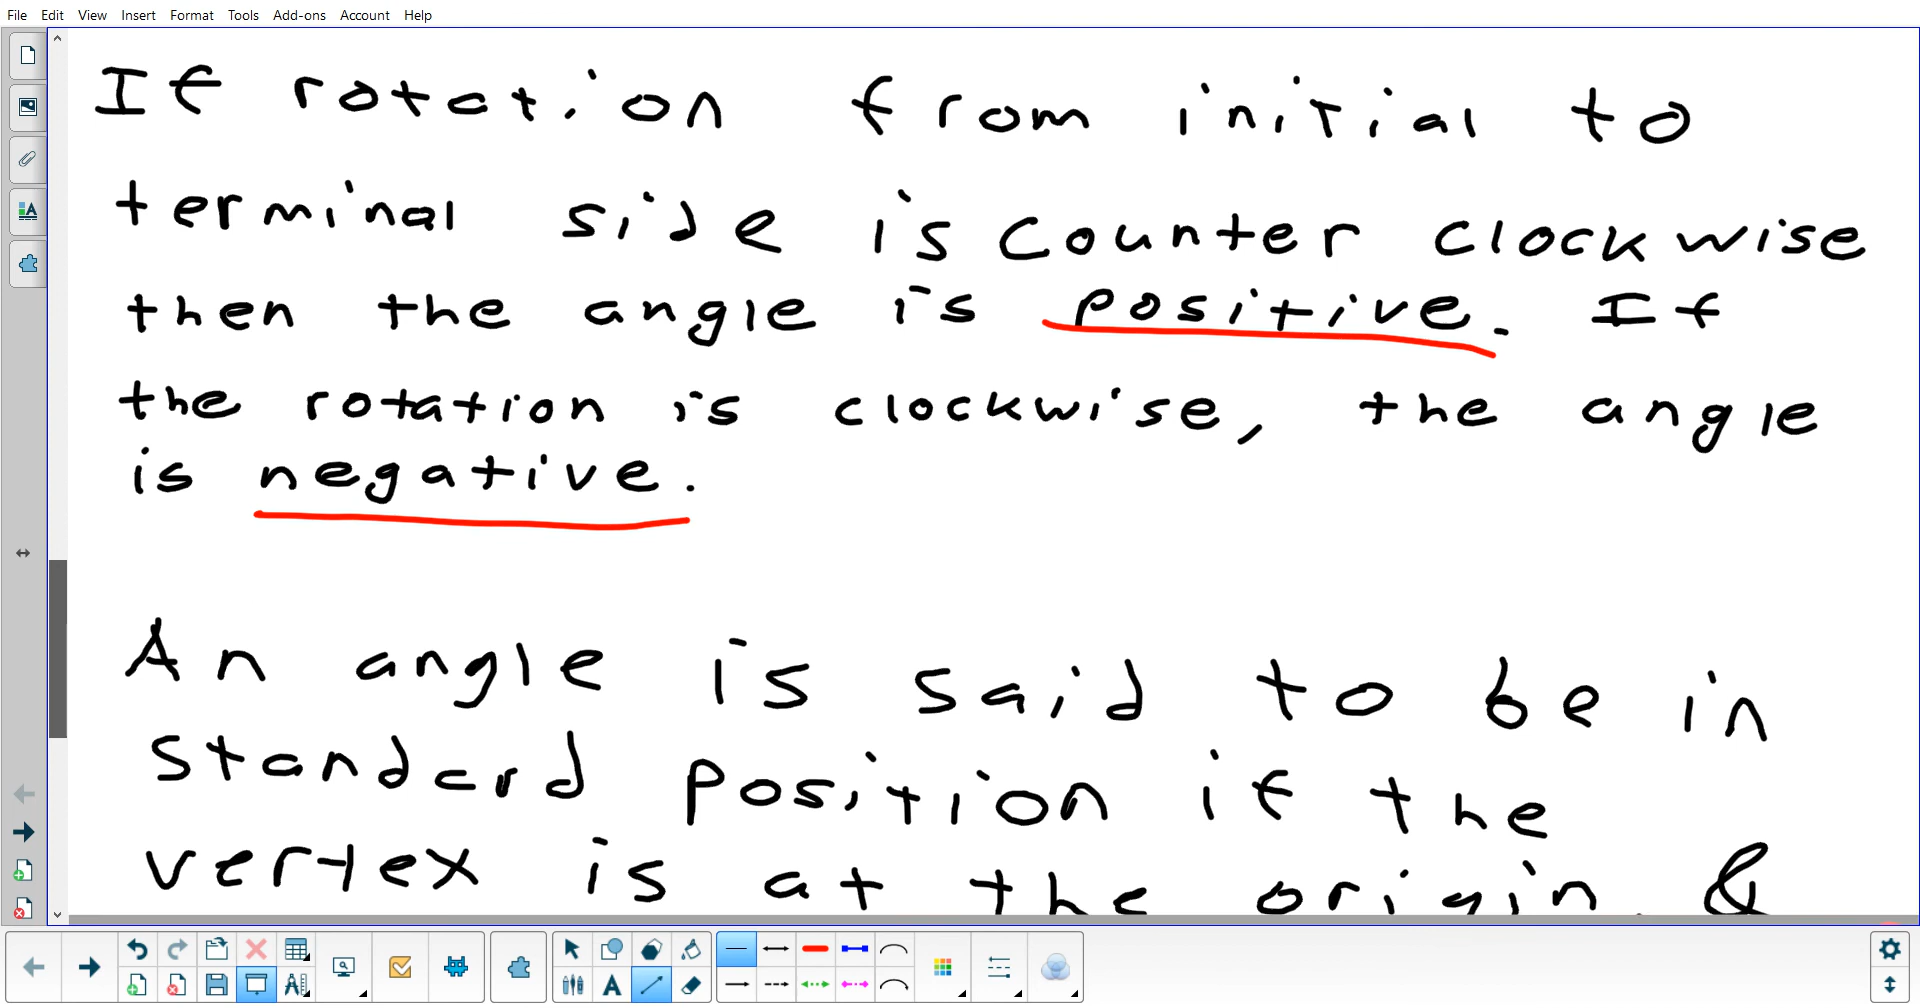 File Edit View Insert Format Tools Add-ons Account Help
If rotation from initial to
terminal side is counter clockwise
then the angle is positive. If
the rotation is clockwise, the angle
is negative.
An angle is said to be in
standard position if the
vertex is at the origin &